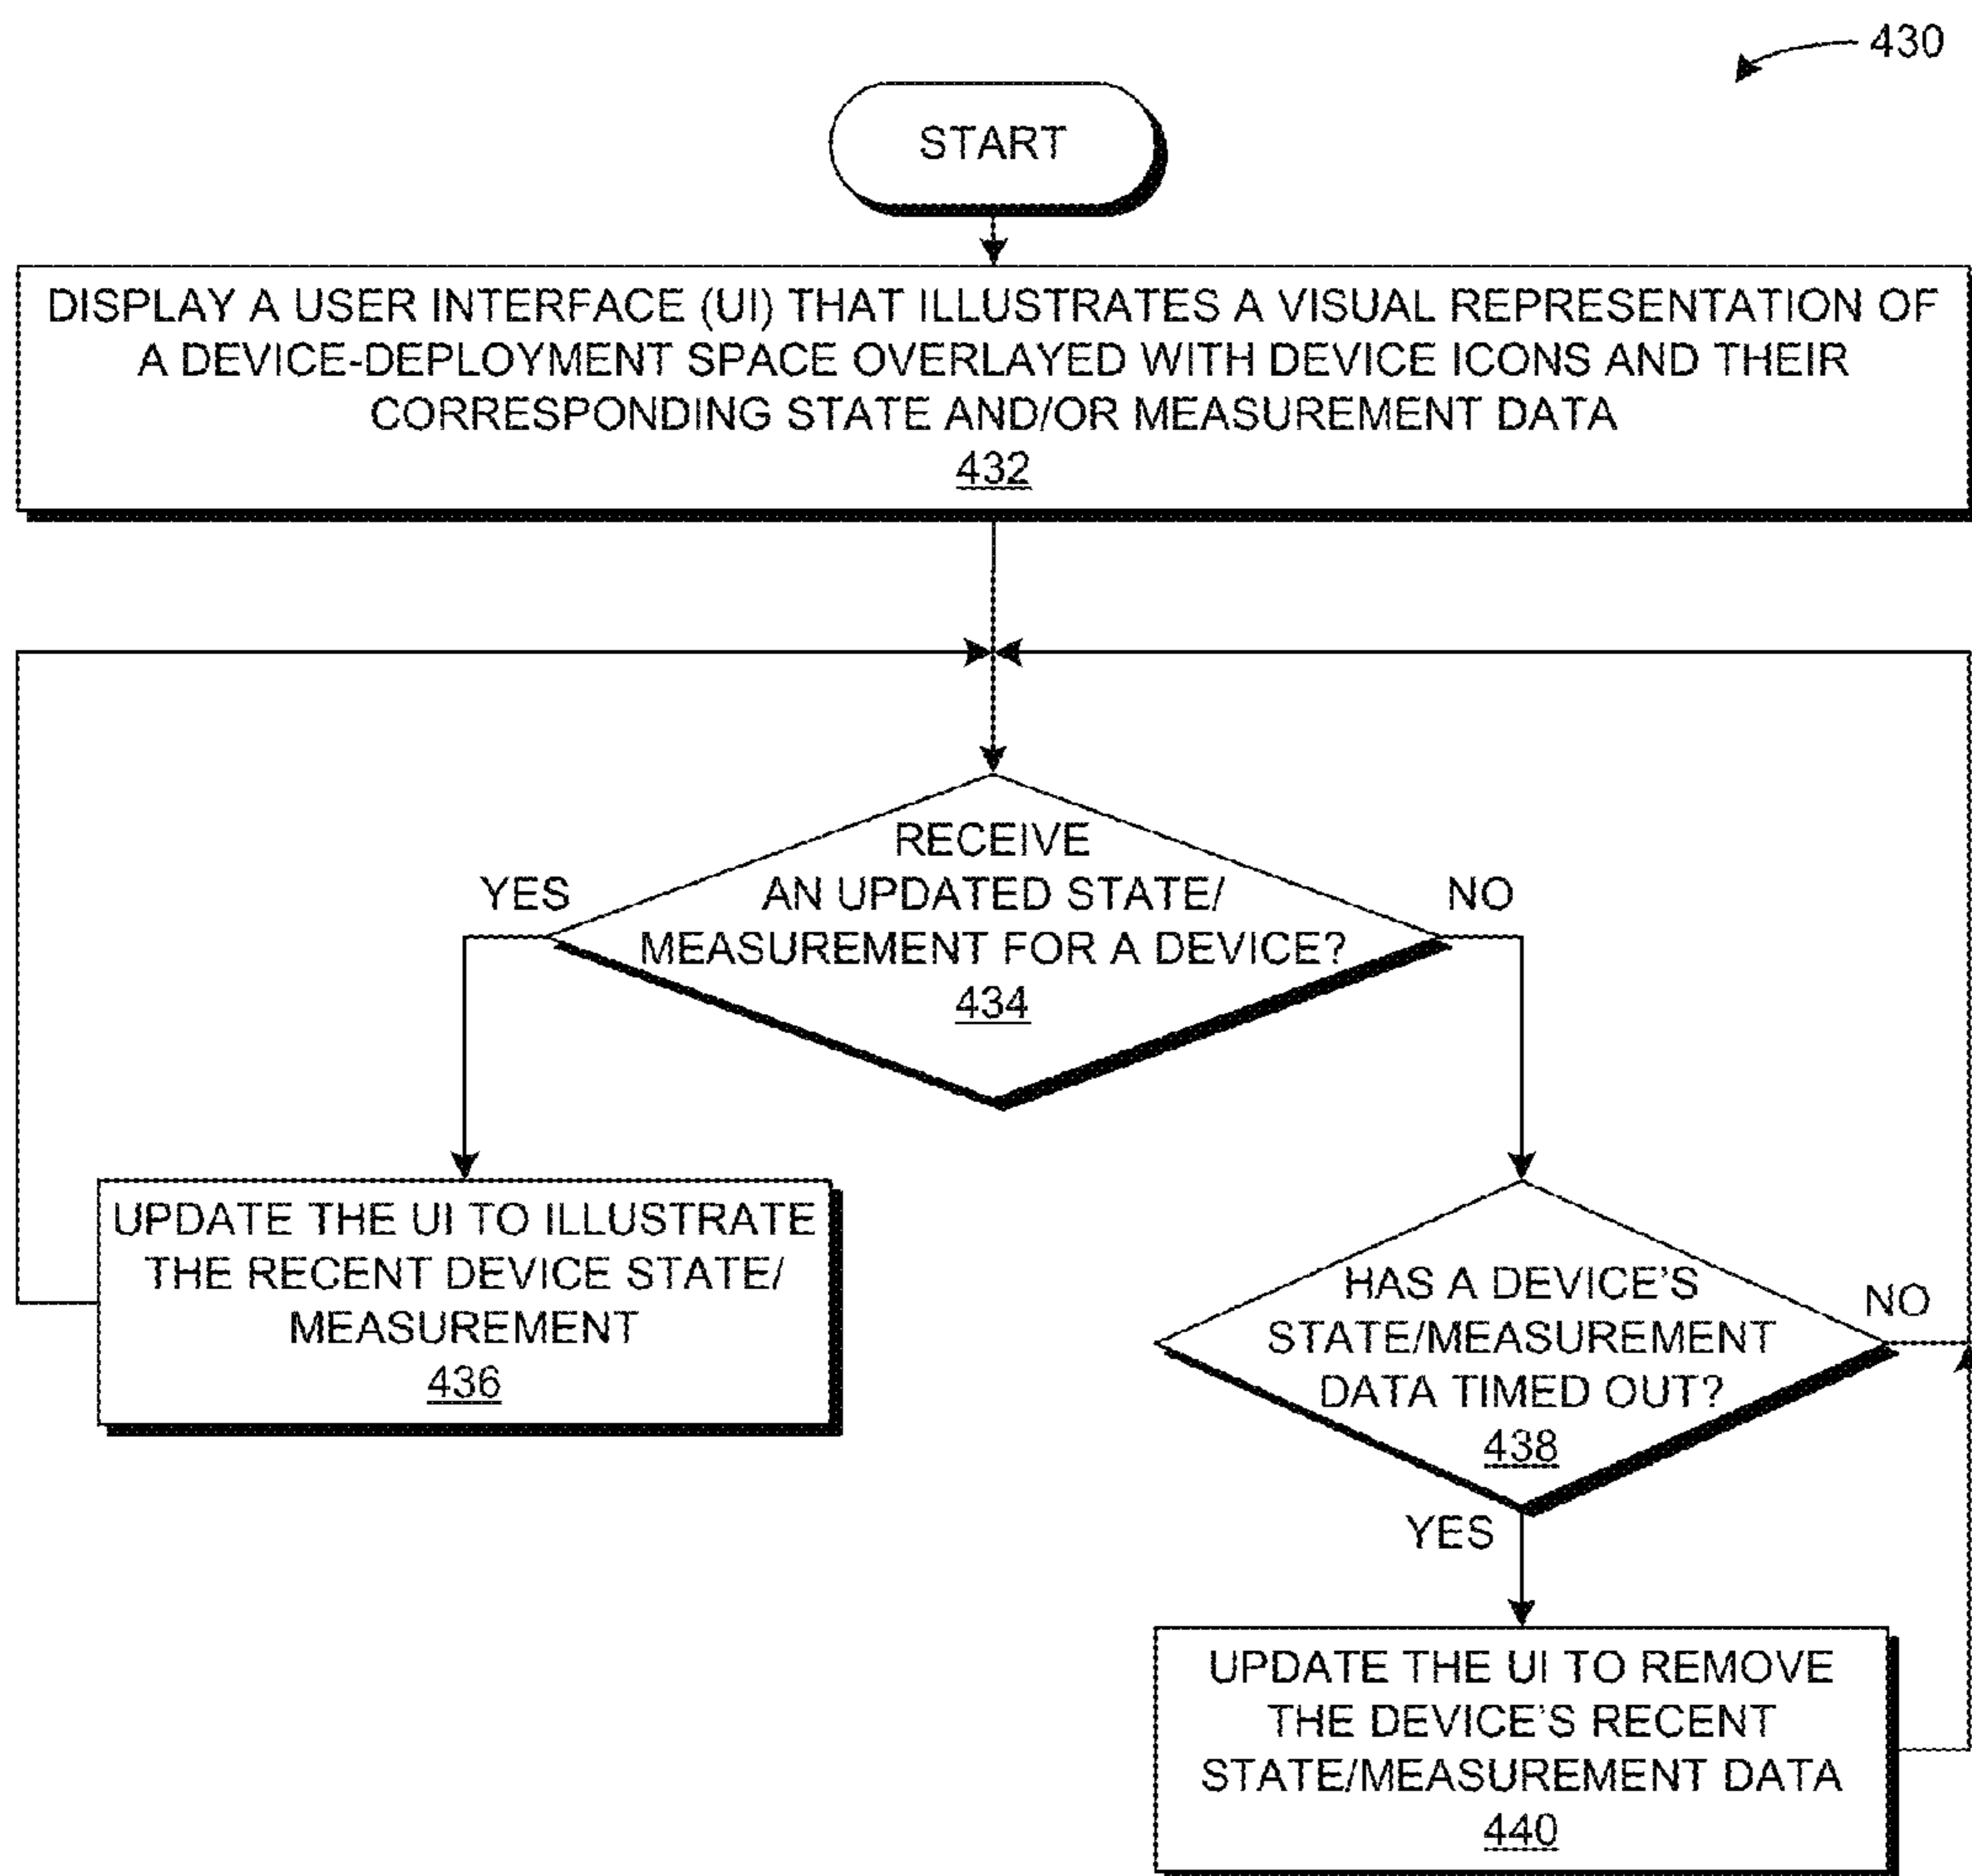 430
START
DISPLAY A USER INTERFACE (UI) THAT ILLUSTRATES A VISUAL REPRESENTATION OF
A DEVICE-DEPLOYMENT SPACE OVERLAYED WITH DEVICE ICONS AND THEIR
CORRESPONDING STATE AND/OR MEASUREMENT DATA
432
RECEIVE
AN UPDATED STATE/
MEASUREMENT FOR A DEVICE?
434
YES
NO
UPDATE THE UI TO ILLUSTRATE
THE RECENT DEVICE STATE/
MEASUREMENT
436
HAS A DEVICE'S
STATE/MEASUREMENT
DATA TIMED OUT?
438
NO
YES
UPDATE THE UI TO REMOVE
THE DEVICE'S RECENT
STATE/MEASUREMENT DATA
440